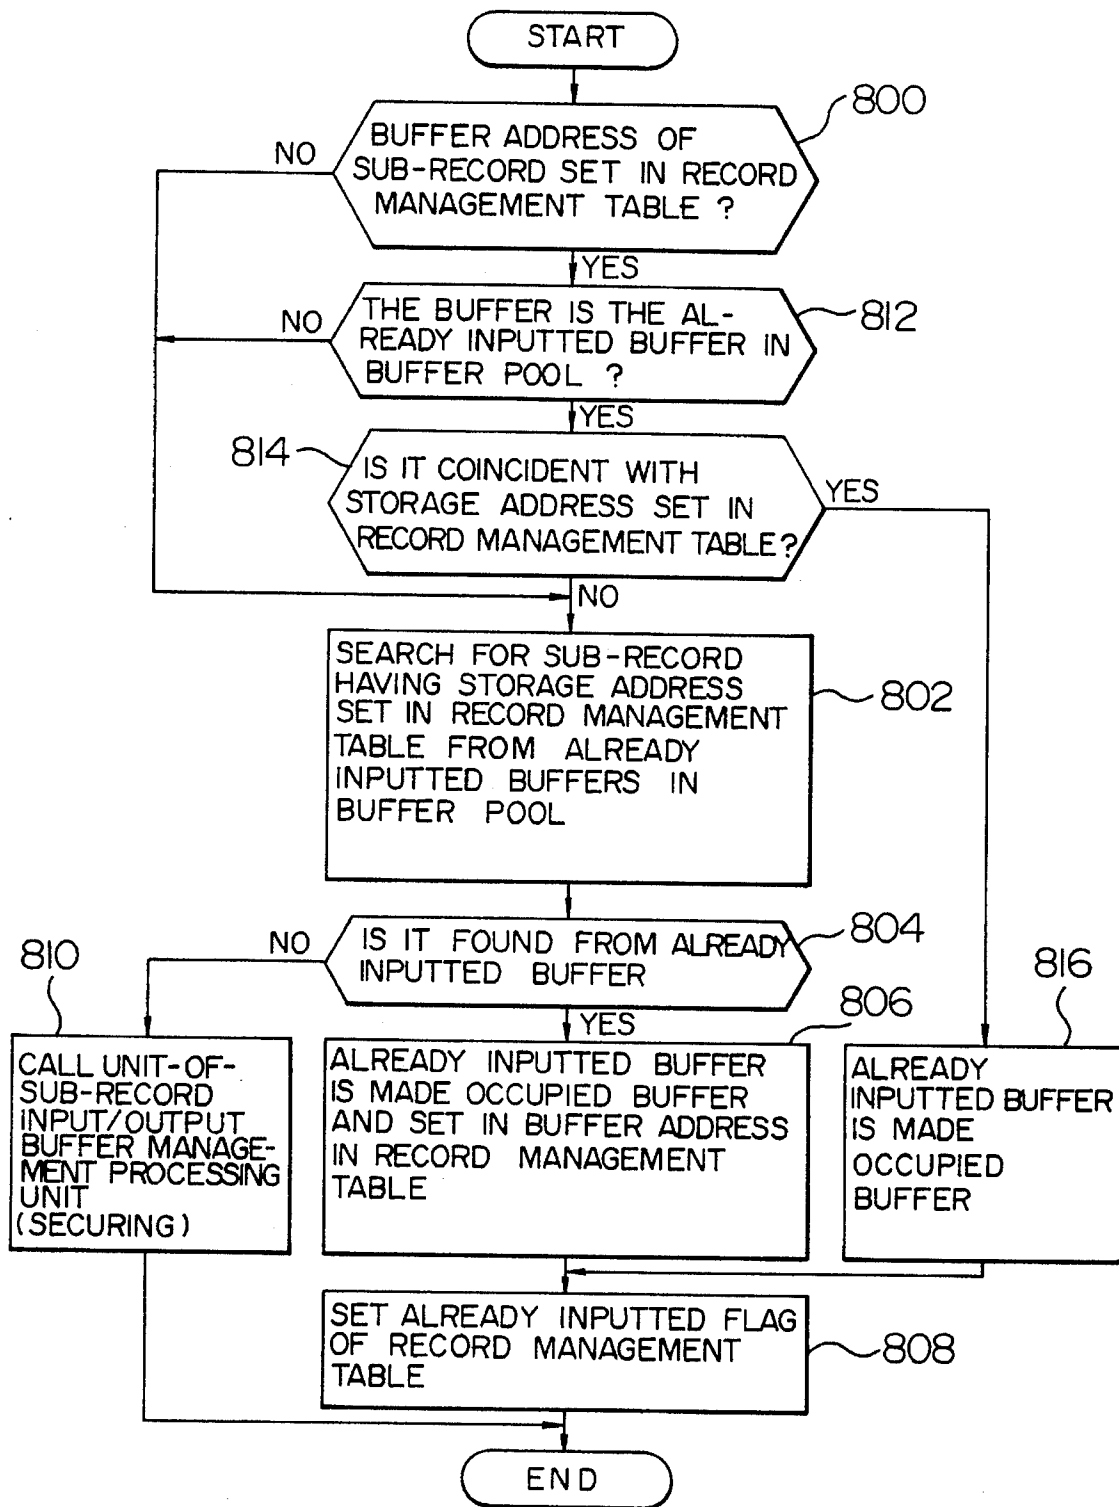 START
800
BUFFER ADDRESS OF
SUB-RECORD SET IN RECORD
MANAGEMENT TABLE ?
NO
YES
812
THE BUFFER IS THE AL-
READY INPUTTED BUFFER IN
BUFFER POOL ?
NO
YES
814
IS IT COINCIDENT WITH
STORAGE ADDRESS SET IN
RECORD MANAGEMENT TABLE?
YES
NO
SEARCH FOR SUB-RECORD
HAVING STORAGE ADDRESS
SET IN RECORD MANAGEMENT
TABLE FROM ALREADY
INPUTTED BUFFERS IN
BUFFER POOL
802
IS IT FOUND FROM ALREADY
INPUTTED BUFFER
804
NO
YES
810
CALL UNIT-OF-
SUB-RECORD
INPUT/OUTPUT
BUFFER MANAGE-
MENT PROCESSING
UNIT
(SECURING)
806
ALREADY INPUTTED BUFFER
IS MADE OCCUPIED BUFFER
AND SET IN BUFFER ADDRESS
IN RECORD MANAGEMENT
TABLE
816
ALREADY
INPUTTED BUFFER
IS MADE
OCCUPIED
BUFFER
SET ALREADY INPUTTED FLAG
OF RECORD MANAGEMENT
TABLE
808
END